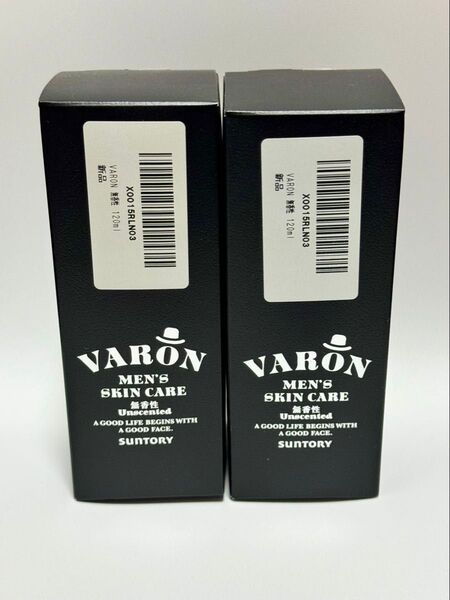 X0015RLN03
VARON 無香性 120ml
新品
VARON
MEN'S
SKIN CARE
無香性
Unscented
A GOOD LIFE BEGINS WITH
A GOOD FACE.
SUNTORY
X0015RLN03
VARON 無香性 120ml
新品
VARON
MEN'S
SKIN CARE
無香性
Unscented
A GOOD LIFE BEGINS WITH
A GOOD FACE.
SUNTORY